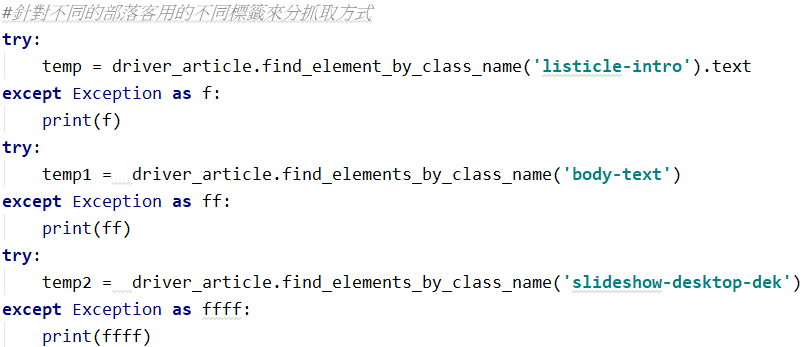 #針對不同的部落客用的不同標籤來分抓取方式
try:
    temp = driver_article.find_element_by_class_name('listicle-intro').text
except Exception as f:
    print(f)
try:
    temp1 =  driver_article.find_elements_by_class_name('body-text')
except Exception as ff:
    print(ff)
try:
    temp2 =  driver_article.find_elements_by_class_name('slideshow-desktop-dek')
except Exception as ffff:
    print(ffff)